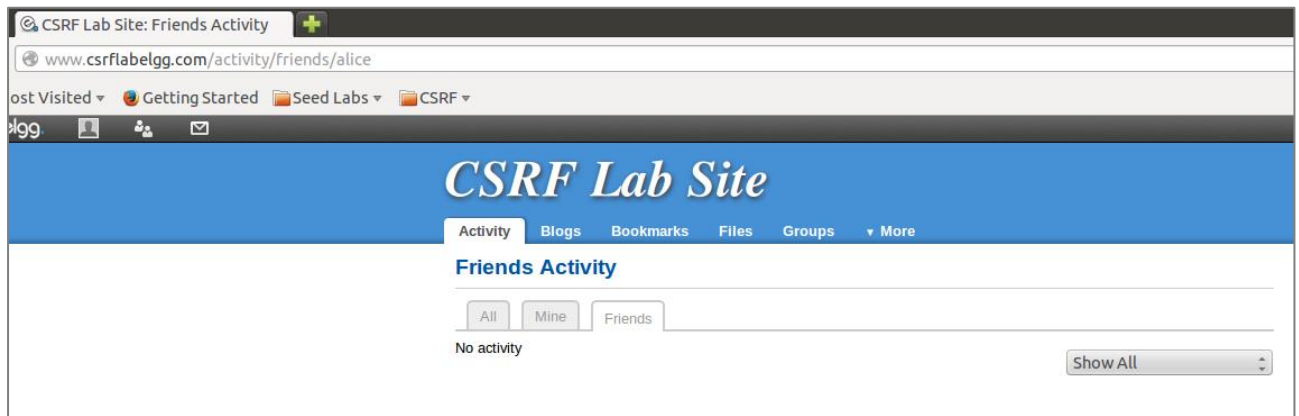 CSRF Lab Site: Friends Activity
www.csrflabelgg.com/activity/friends/alice
ost Visited Getting Started Seed Labs CSRF
elgg.
CSRF Lab Site
Activity Blogs Bookmarks Files Groups More
Friends Activity
All Mine Friends
No activity
Show All